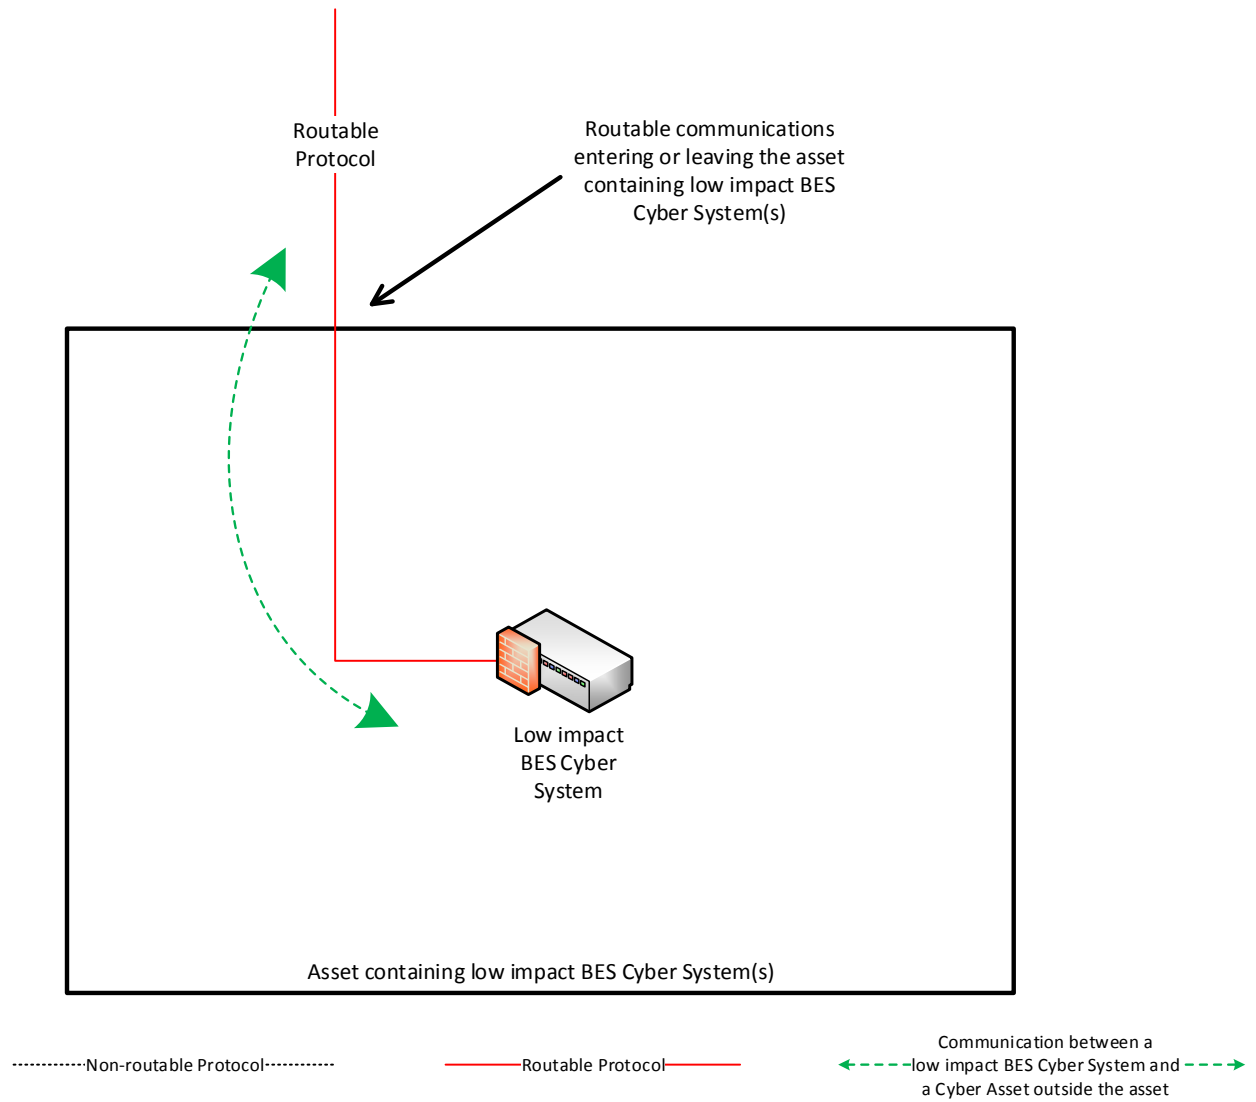 Routable
Protocol
Routable communications
entering or leaving the asset
containing low impact BES
Cyber System(s)
Low impact
BES Cyber
System
Asset containing low impact BES Cyber System(s)
Non-routable Protocol
Routable Protocol
Communication between a
low impact BES Cyber System and
a Cyber Asset outside the asset